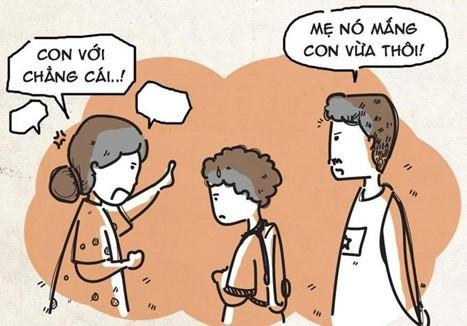 CON VỚI
CHẲNG CÁI..!
MẸ NÓ MẮNG
CON VỪA THÔI!